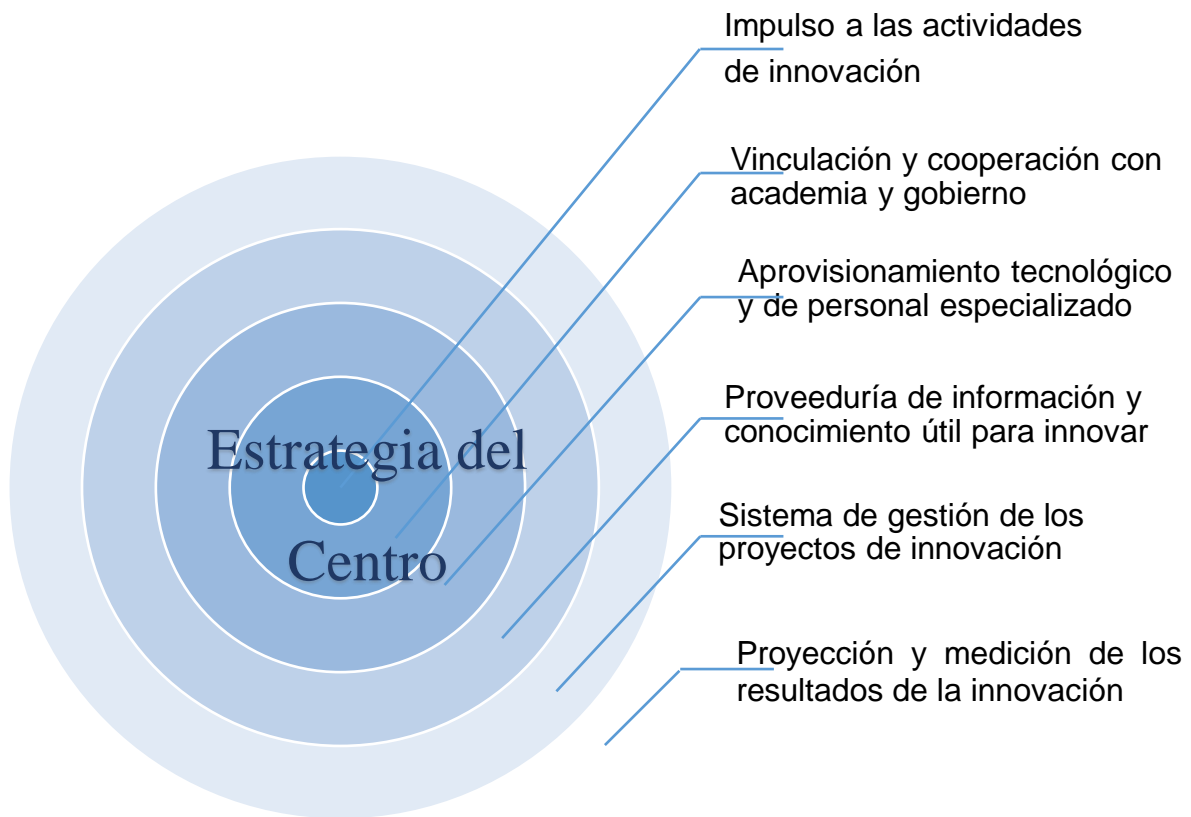 Impulso a las actividades
de innovación
Vinculación y cooperación con
academia y gobierno
Aprovisionamiento tecnológico
y de personal especializado
Estrategia del
Centro
Proveeduría de información y
conocimiento útil para innovar
Sistema de gestión de los
proyectos de innovación
Proyección y medición de los
resultados de la innovación